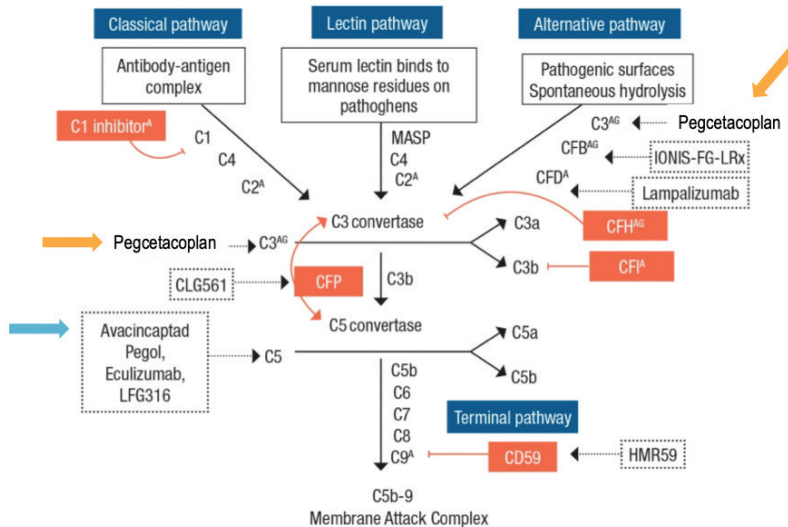 Classical pathway
Lectin pathway
Alternative pathway
Antibody-antigen
complex
Serum lectin binds to
mannose residues on
pathoghens
Pathogenic surfaces
Spontaneous hydrolysis
C1 inhibitorᴬ
C1
C4
C2ᴬ
MASP
C4
C2ᴬ
C3ᴬᴳ
Pegcetacoplan
CFBᴬᴳ
IONIS-FG-LRx
CFDᴬ
Lampalizumab
C3 convertase
CFHᴬᴳ
C3a
Pegcetacoplan
C3ᴬᴳ
C3b
CFIᴬ
CLG561
CFP
C3b
C5 convertase
Avacincaptad
Pegol,
Eculizumab,
LFG316
C5
C5a
C5b
C5b
C6
C7
C8
C9ᴬ
Terminal pathway
CD59
HMR59
C5b-9
Membrane Attack Complex